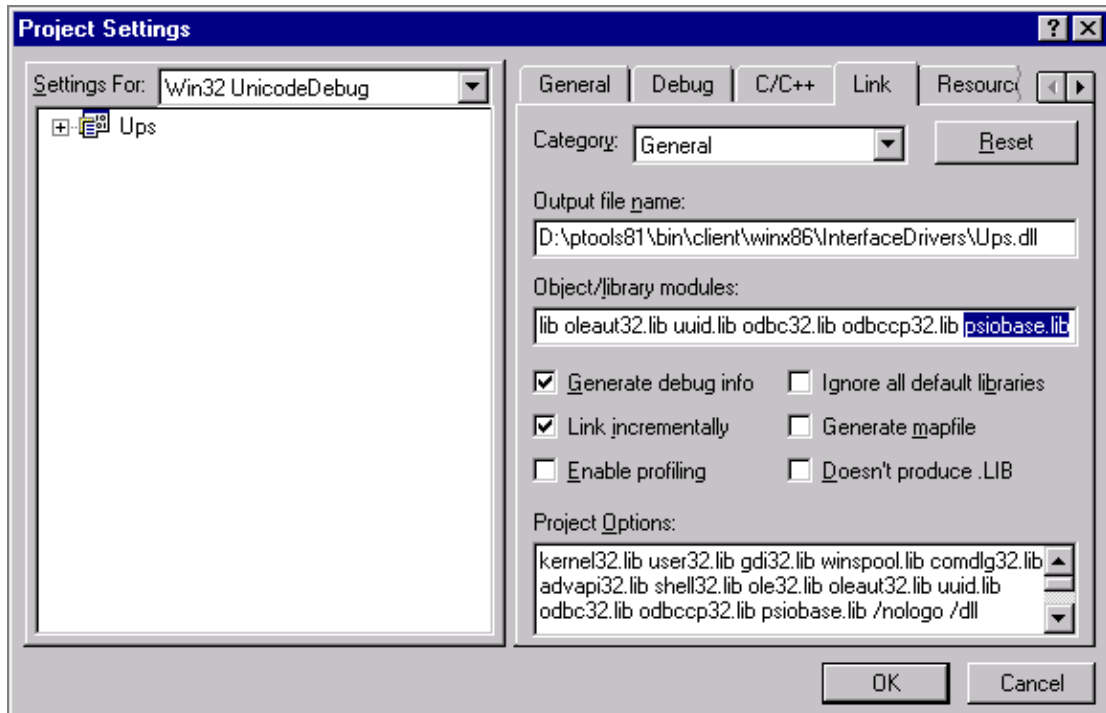 Project Settings
Settings For: Win32 UnicodeDebug
Ups
General Debug C/C++ Link Resourc
Category: General Reset
Output file name:
D:\ptools81\bin\client\winx86\InterfaceDrivers\Ups.dll
Object/library modules:
lib oleaut32.lib uuid.lib odbc32.lib odbccp32.lib psiobase.lib
Generate debug info Ignore all default libraries
Link incrementally Generate mapfile
Enable profiling Doesn't produce .LIB
Project Options:
kernel32.lib user32.lib gdi32.lib winspool.lib comdlg32.lib
advapi32.lib shell32.lib ole32.lib oleaut32.lib uuid.lib
odbc32.lib odbccp32.lib psiobase.lib /nologo /dll
OK Cancel